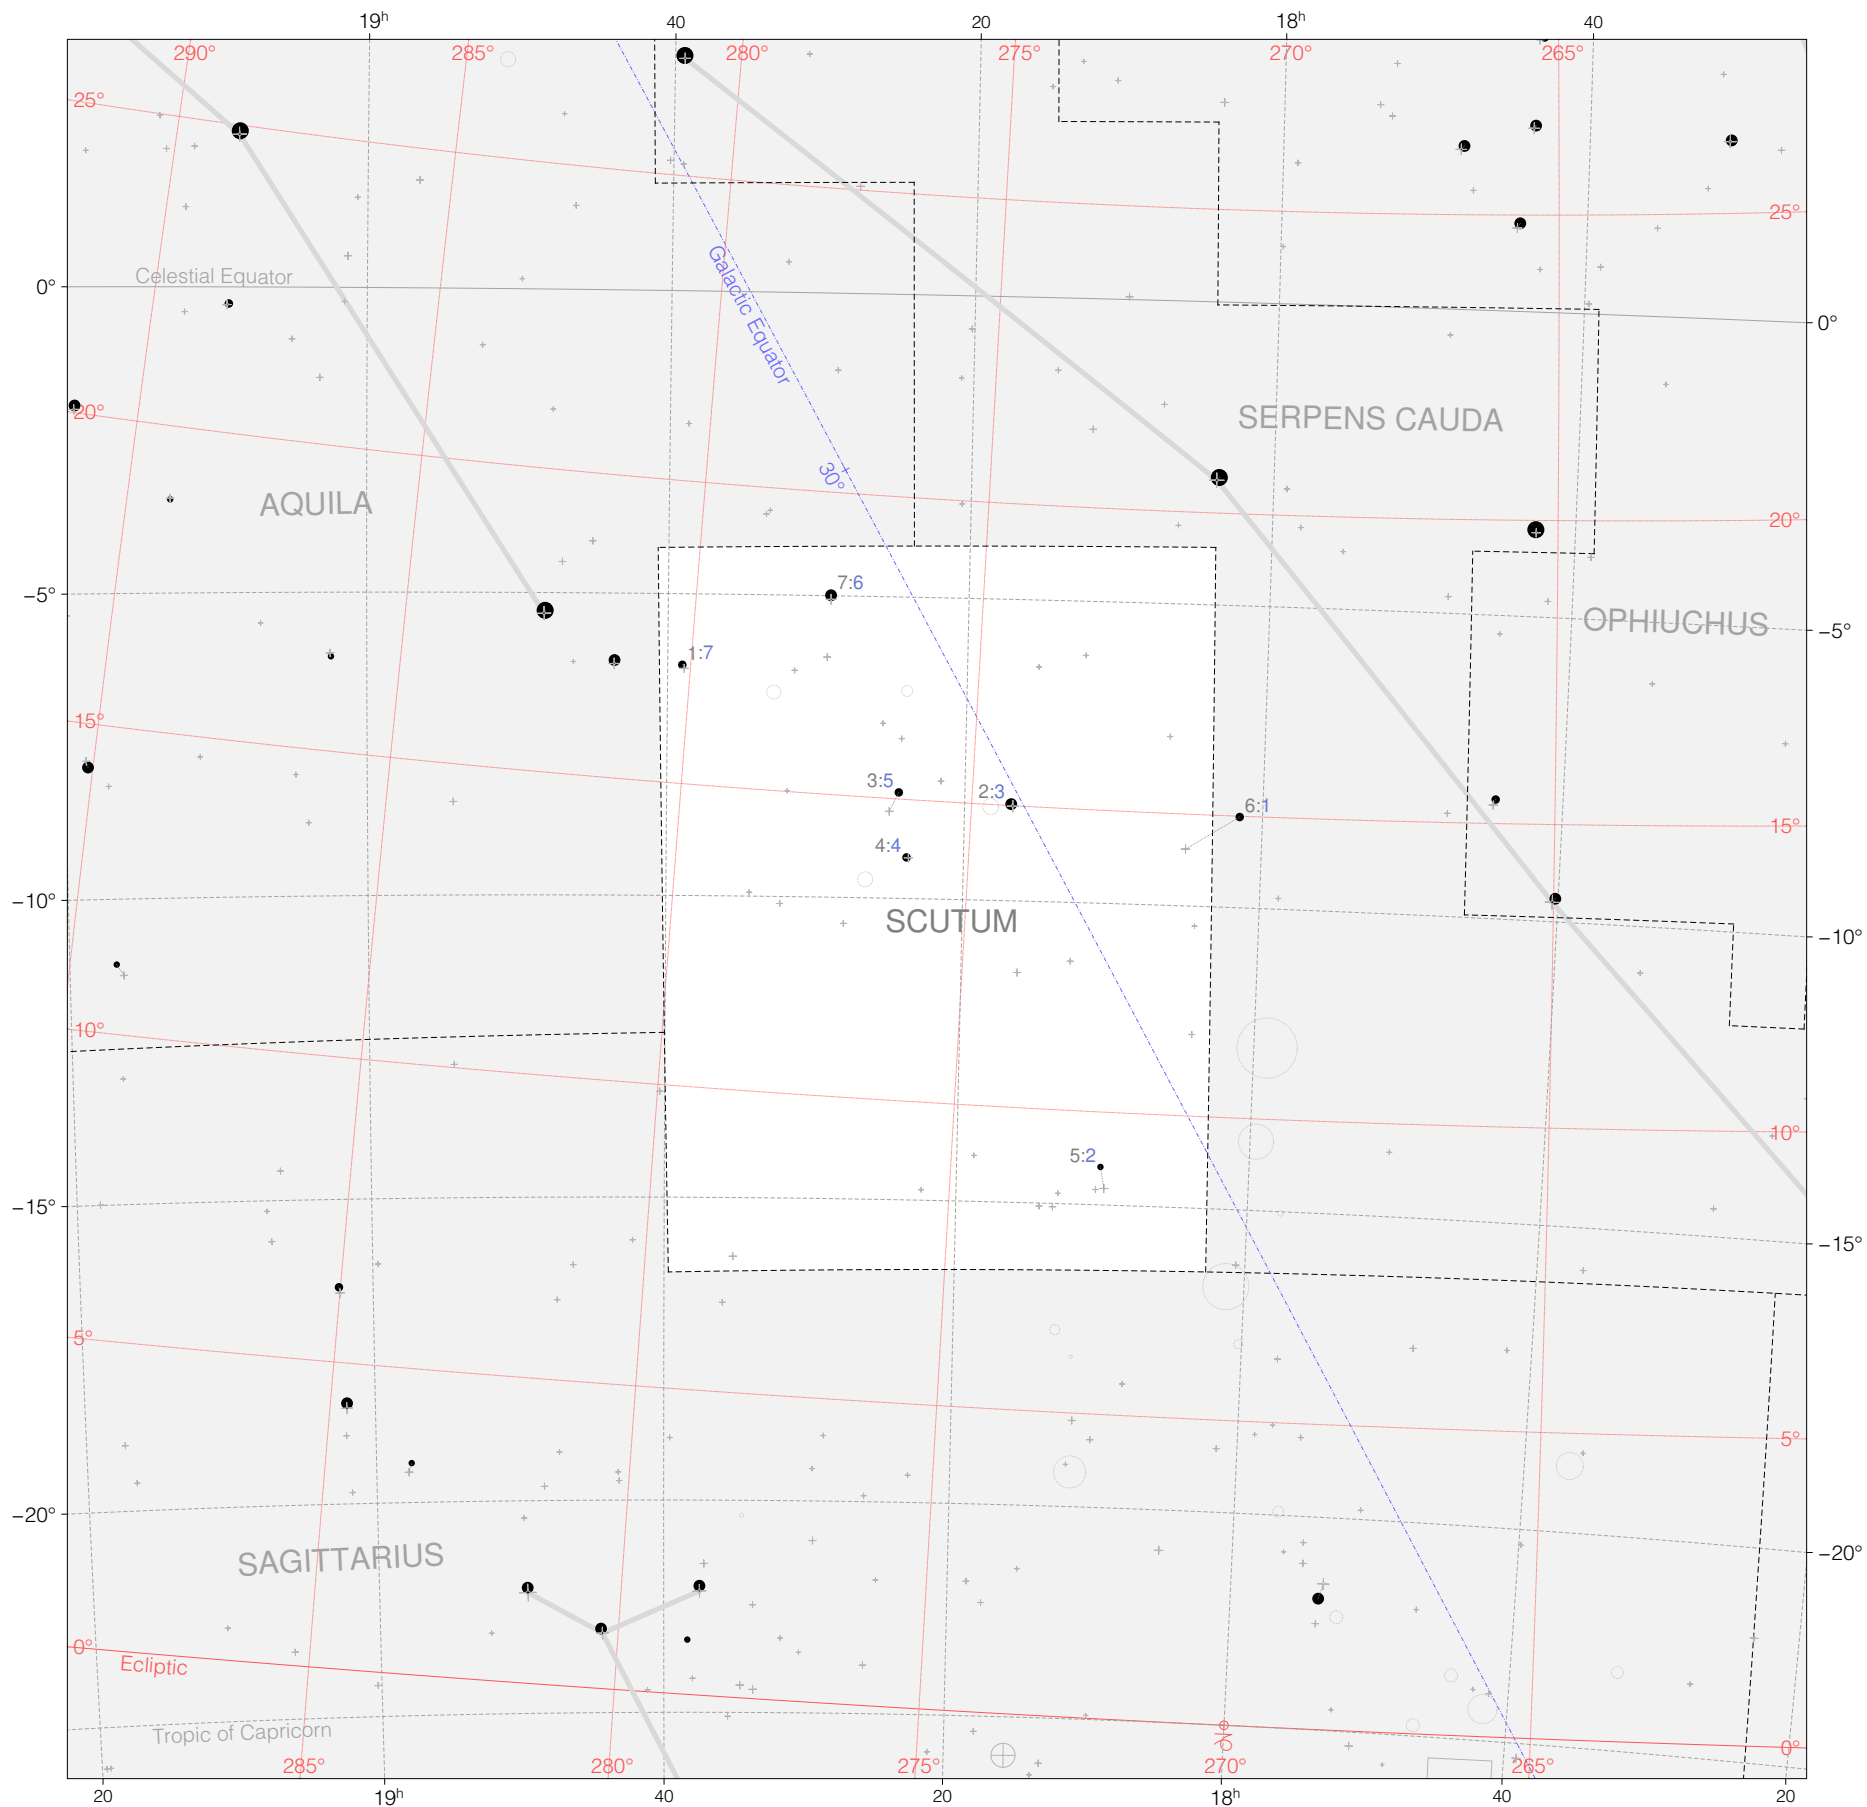 19h 40 20 18h 40
290° 285° 280° 275° 270° 265°
25°
25°
Celestial Equator
0°
0°
Galactic Equator
20°
SERPENS CAUDA
30°
AQUILA
20°
7:6
−5°
OPHIUCHUS
−5°
1:7
15°
3:5
2:3
6:1
15°
4:4
−10°
SCUTUM
−10°
10°
10°
5:2
−15°
−15°
5°
5°
−20°
SAGITTARIUS
−20°
0°
Ecliptic
Tropic of Capricorn
0°
285° 280° 275° 270° 265°
20 19h 40 20 18h 40 20